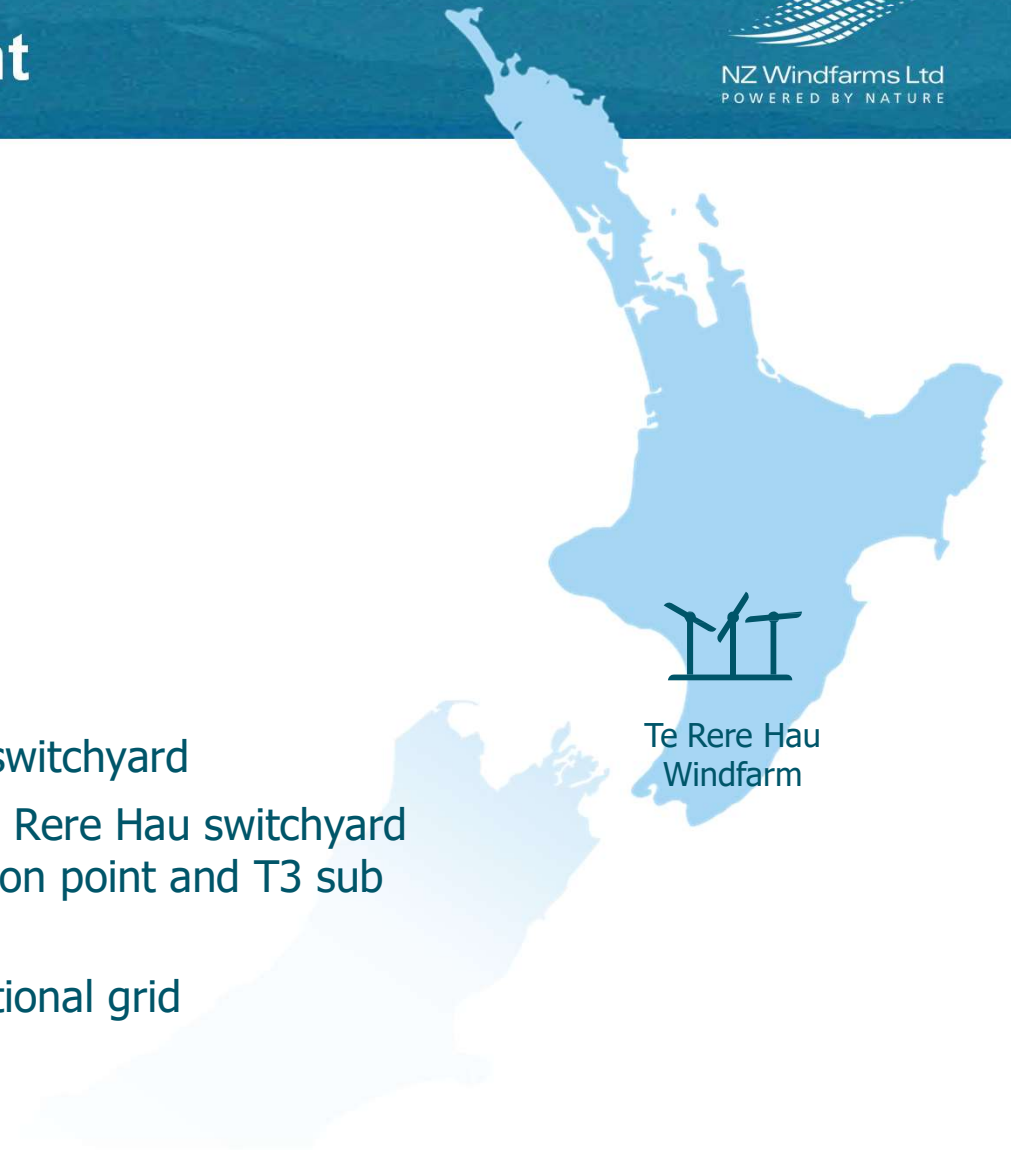 NZ Windfarms Ltd
POWERED BY NATURE
Te Rere Hau
Windfarm
switchyard
Rere Hau switchyard
on point and T3 sub
tional grid